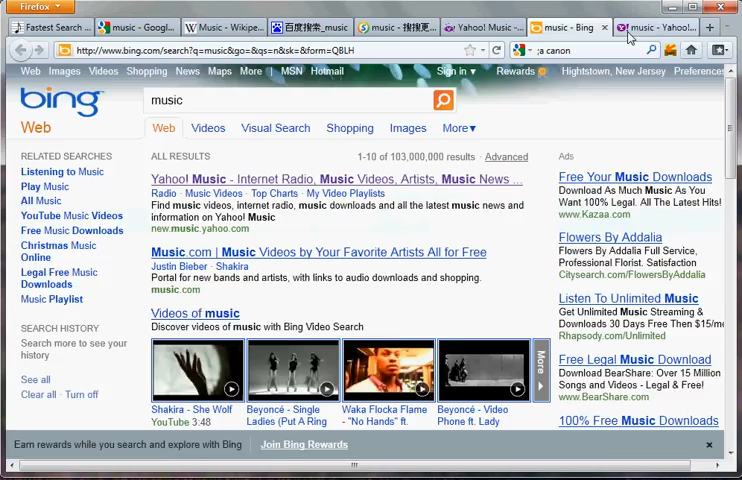 Firefox
Fastest Search ... music - Googl... Music - Wikipe... 百度搜索_music music - 搜搜更... Yahoo! Music -... music - Bing music - Yahoo!...
http://www.bing.com/search?q=music&go=&qs=n&sk=&form=QBLH
;a canon
Web Images Videos Shopping News Maps More | MSN Hotmail Sign in Rewards Hightstown, New Jersey Preferences
bing
music
Web
Web Videos Visual Search Shopping Images More▾
RELATED SEARCHES
Listening to Music
Play Music
All Music
YouTube Music Videos
Free Music Downloads
Christmas Music
Online
Legal Free Music
Downloads
Music Playlist
SEARCH HISTORY
Search more to see your
history
See all
Clear all · Turn off
ALL RESULTS 1-10 of 103,000,000 results · Advanced
Yahoo! Music - Internet Radio, Music Videos, Artists, Music News ...
Radio · Music Videos · Top Charts · My Video Playlists
Find music videos, internet radio, music downloads and all the latest music news and
information on Yahoo! Music
new.music.yahoo.com
Music.com | Music Videos by Your Favorite Artists All for Free
Justin Bieber · Shakira
Portal for new bands and artists, with links to audio downloads and shopping.
music.com
Videos of music
Discover videos of music with Bing Video Search
More
Shakira - She Wolf
YouTube 3:48
Beyoncé - Single
Ladies (Put A Ring
Waka Flocka Flame
- "No Hands" ft.
Beyoncé - Video
Phone ft. Lady
Ads
Free Your Music Downloads
Download As Much Music As You
Want 100% Legal. All The Latest Hits!
www.Kazaa.com
Flowers By Addalia
Flowers By Addalia Full Service,
Professional Florist. Satisfaction
Citysearch.com/FlowersByAddalia
Listen To Unlimited Music
Get Unlimited Music Streaming &
Downloads 30 Days Free Then $15/mo
Rhapsody.com/Unlimited
Free Legal Music Download
Download BearShare: Over 15 Million
Songs and Videos - Legal & Free!
www.BearShare.com
100% Free Music Downloads
Earn rewards while you search and explore with Bing Join Bing Rewards